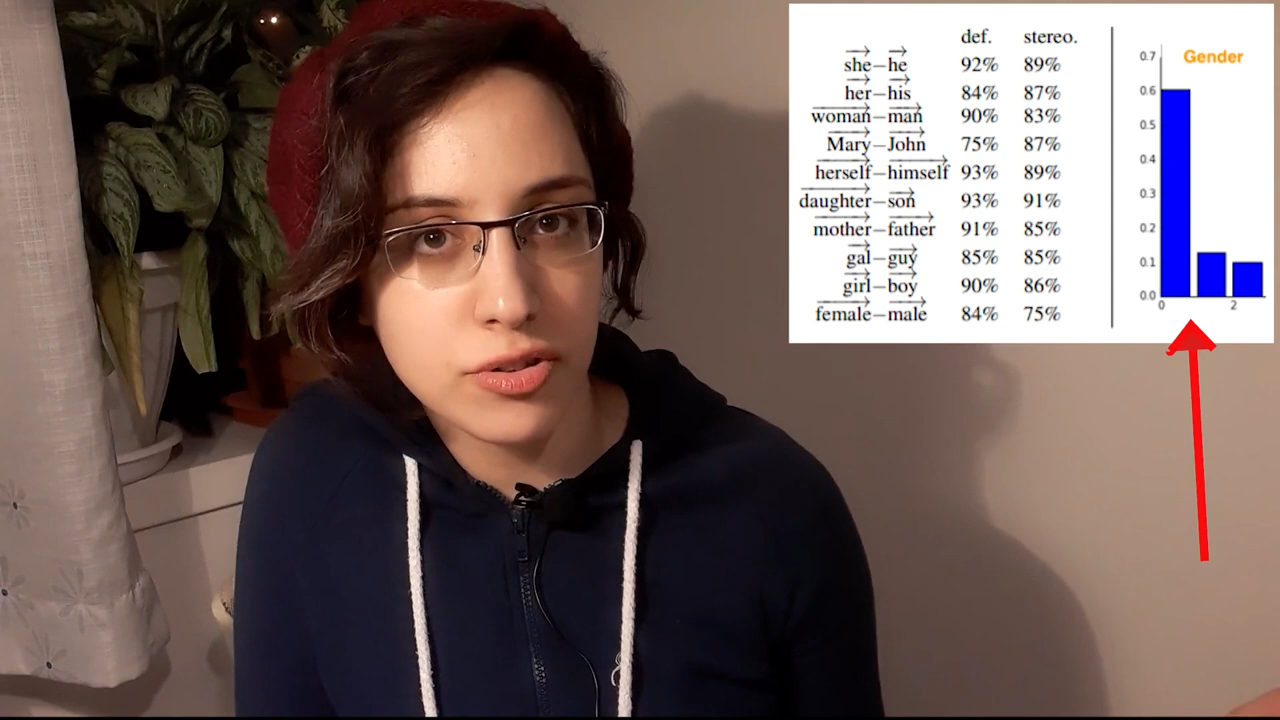 def. stereo.
she–he 92% 89%
her–his 84% 87%
woman–man 90% 83%
Mary–John 75% 87%
herself–himself 93% 89%
daughter–son 93% 91%
mother–father 91% 85%
gal–guy 85% 85%
girl–boy 90% 86%
female–male 84% 75%
Gender
0.7
0.6
0.5
0.4
0.3
0.2
0.1
0.0
0 2